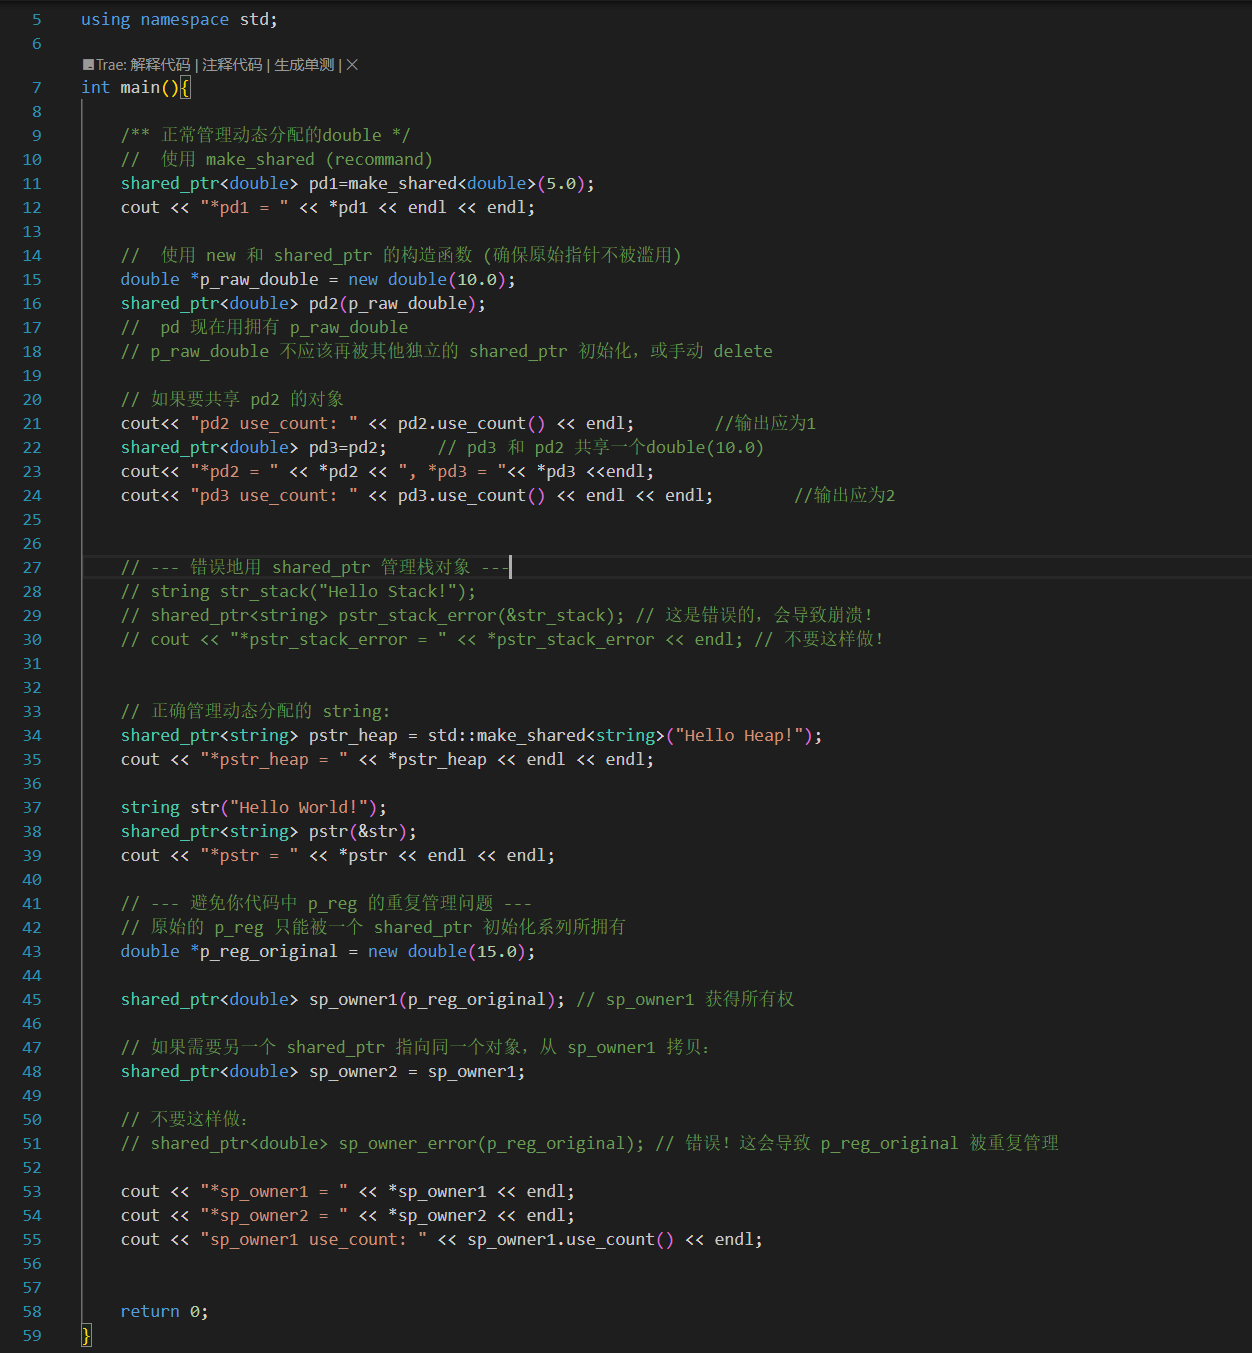 5 using namespace std;
6
Trae: 解释代码 | 注释代码 | 生成单测 | ×
7 int main(){
8
9 /** 正常管理动态分配的double */
10 //  使用 make_shared (recommand)
11 shared_ptr<double> pd1=make_shared<double>(5.0);
12 cout << "*pd1 = " << *pd1 << endl << endl;
13
14 //  使用 new 和 shared_ptr 的构造函数 (确保原始指针不被滥用)
15 double *p_raw_double = new double(10.0);
16 shared_ptr<double> pd2(p_raw_double);
17 //  pd 现在用拥有 p_raw_double
18 // p_raw_double 不应该再被其他独立的 shared_ptr 初始化，或手动 delete
19
20 // 如果要共享 pd2 的对象
21 cout<< "pd2 use_count: " << pd2.use_count() << endl;        //输出应为1
22 shared_ptr<double> pd3=pd2;     // pd3 和 pd2 共享一个double(10.0)
23 cout<< "*pd2 = " << *pd2 << ", *pd3 = "<< *pd3 <<endl;
24 cout<< "pd3 use_count: " << pd3.use_count() << endl << endl;        //输出应为2
25
26
27 // --- 错误地用 shared_ptr 管理栈对象 ---
28 // string str_stack("Hello Stack!");
29 // shared_ptr<string> pstr_stack_error(&str_stack); // 这是错误的，会导致崩溃！
30 // cout << "*pstr_stack_error = " << *pstr_stack_error << endl; // 不要这样做！
31
32
33 // 正确管理动态分配的 string:
34 shared_ptr<string> pstr_heap = std::make_shared<string>("Hello Heap!");
35 cout << "*pstr_heap = " << *pstr_heap << endl << endl;
36
37 string str("Hello World!");
38 shared_ptr<string> pstr(&str);
39 cout << "*pstr = " << *pstr << endl << endl;
40
41 // --- 避免你代码中 p_reg 的重复管理问题 ---
42 // 原始的 p_reg 只能被一个 shared_ptr 初始化系列所拥有
43 double *p_reg_original = new double(15.0);
44
45 shared_ptr<double> sp_owner1(p_reg_original); // sp_owner1 获得所有权
46
47 // 如果需要另一个 shared_ptr 指向同一个对象，从 sp_owner1 拷贝：
48 shared_ptr<double> sp_owner2 = sp_owner1;
49
50 // 不要这样做：
51 // shared_ptr<double> sp_owner_error(p_reg_original); // 错误！这会导致 p_reg_original 被重复管理
52
53 cout << "*sp_owner1 = " << *sp_owner1 << endl;
54 cout << "*sp_owner2 = " << *sp_owner2 << endl;
55 cout << "sp_owner1 use_count: " << sp_owner1.use_count() << endl;
56
57
58 return 0;
59 }